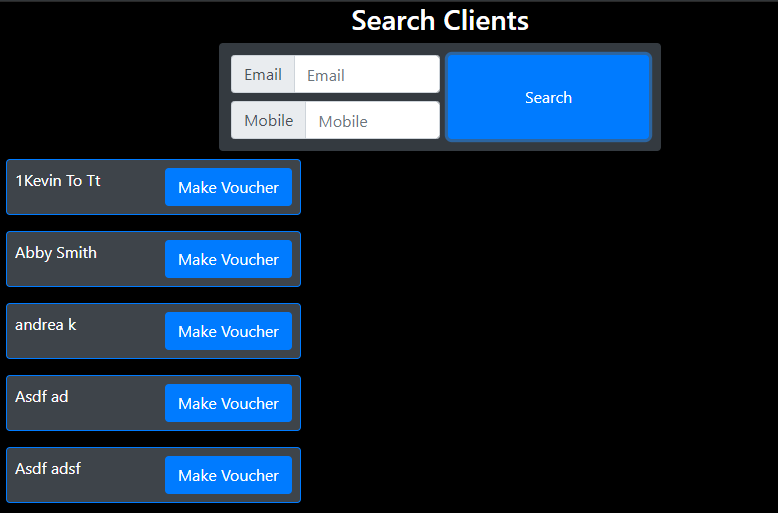 Search Clients
Email Email
Search
Mobile Mobile
1Kevin To Tt Make Voucher
Abby Smith Make Voucher
andrea k Make Voucher
Asdf ad Make Voucher
Asdf adsf Make Voucher